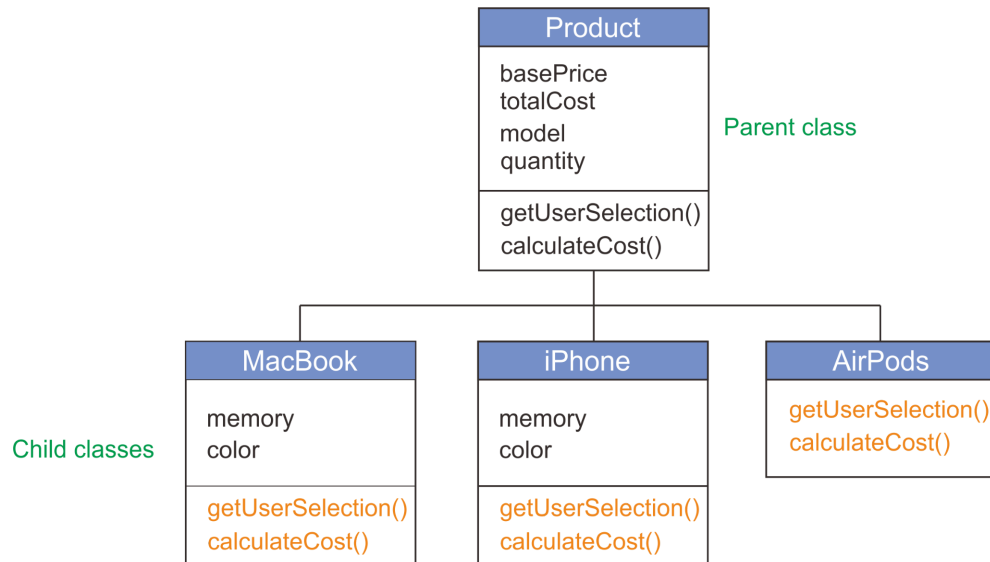 Product
basePrice
totalCost
model
quantity
Parent class
getUserSelection()
calculateCost()
MacBook
memory
color
getUserSelection()
calculateCost()
iPhone
memory
color
getUserSelection()
calculateCost()
AirPods
getUserSelection()
calculateCost()
Child classes